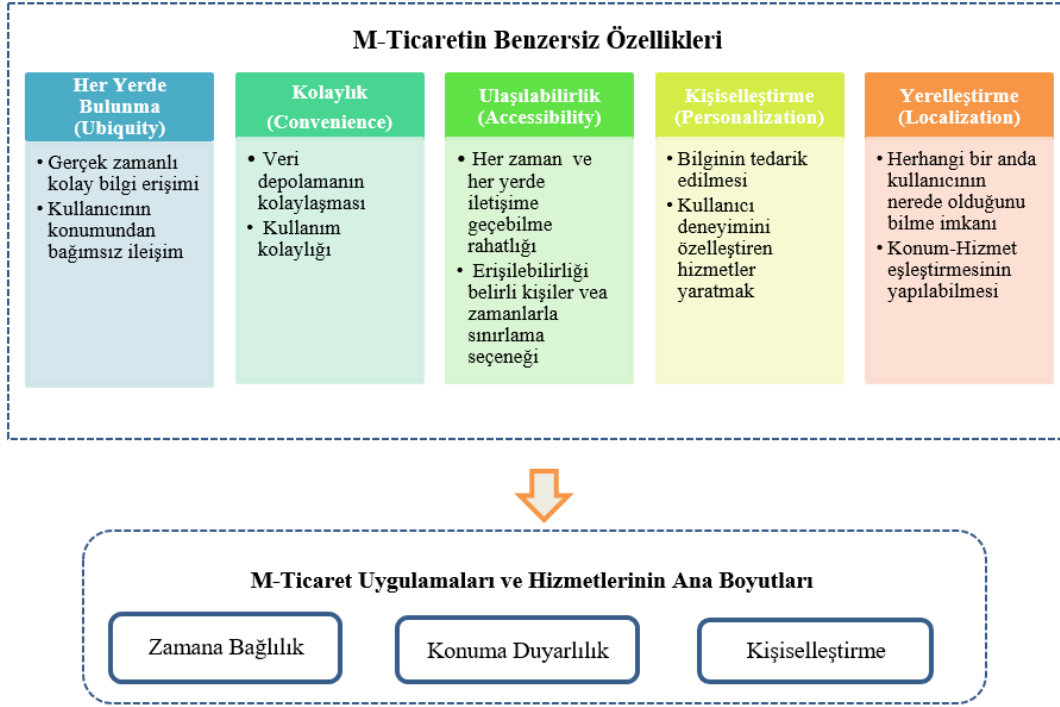 M-Ticaretin Benzersiz Özellikleri
Her Yerde
Bulunma
(Ubiquity)
• Gerçek zamanlı
kolay bilgi erişimi
• Kullanıcının
konumundan
bağımsız ileişim
Kolaylık
(Convenience)
• Veri
depolamanın
kolaylaşması
• Kullanım
kolaylığı
Ulaşılabilirlik
(Accessibility)
• Her zaman ve
her yerde
iletişime
geçebilme
rahatlığı
• Erişilebilirliği
belirli kişiler vea
zamanlarla
sınırlama
seçeneği
Kişiselleştirme
(Personalization)
• Bilginin tedarik
edilmesi
• Kullanıcı
deneyimini
özelleştiren
hizmetler
yaratmak
Yerelleştirme
(Localization)
• Herhangi bir anda
kullanıcının
nerede olduğunu
bilme imkanı
• Konum-Hizmet
eşleştirmesinin
yapılabilmesi
M-Ticaret Uygulamaları ve Hizmetlerinin Ana Boyutları
Zamana Bağlılık
Konuma Duyarlılık
Kişiselleştirme